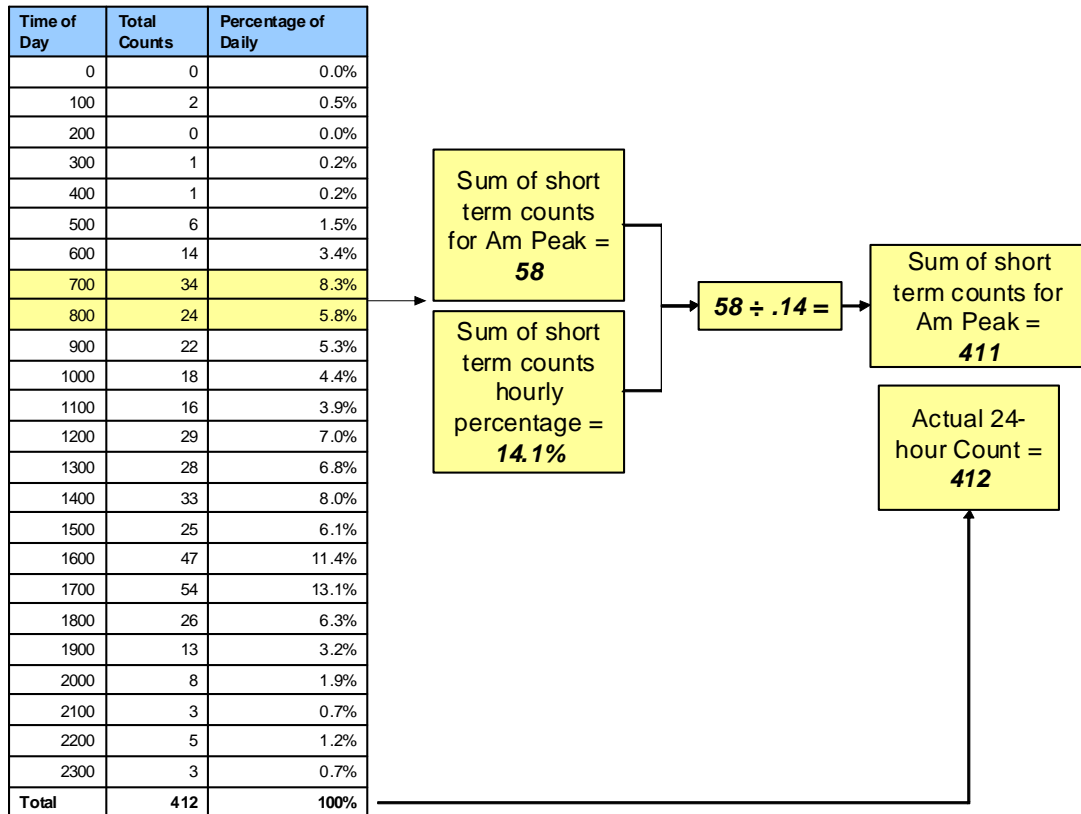 Time of Day Total Counts Percentage of Daily
0 0 0.0%
100 2 0.5%
200 0 0.0%
300 1 0.2%
400 1 0.2%
500 6 1.5%
600 14 3.4%
700 34 8.3%
800 24 5.8%
900 22 5.3%
1000 18 4.4%
1100 16 3.9%
1200 29 7.0%
1300 28 6.8%
1400 33 8.0%
1500 25 6.1%
1600 47 11.4%
1700 54 13.1%
1800 26 6.3%
1900 13 3.2%
2000 8 1.9%
2100 3 0.7%
2200 5 1.2%
2300 3 0.7%
Total 412 100%
Sum of short
term counts
for Am Peak =
58
Sum of short
term counts
hourly
percentage =
14.1%
58 ÷ .14 =
Sum of short
term counts for
Am Peak =
411
Actual 24-
hour Count =
412